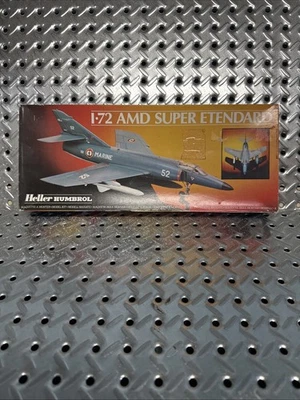 1·72 AMD SUPER ETENDARD
MARINE
52
Heller HUMBROL